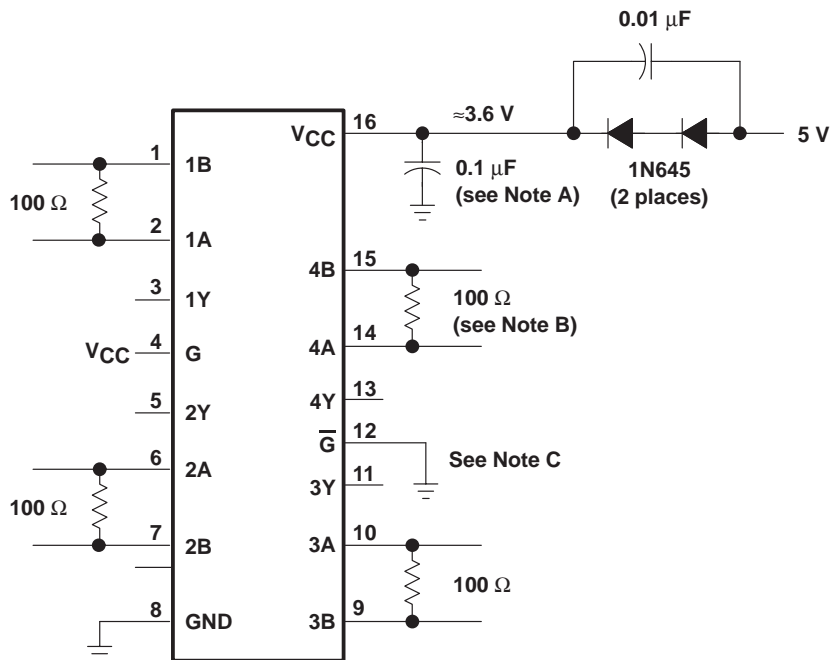 0.01 μF
≈3.6 V
5 V
1N645
(2 places)
0.1 μF
(see Note A)
16
VCC
1
1B
100 Ω
2
1A
3
1Y
VCC
4
G
5
2Y
6
2A
100 Ω
7
2B
8
GND
15
4B
100 Ω
(see Note B)
14
4A
13
4Y
12
G̅
See Note C
11
3Y
10
3A
100 Ω
9
3B